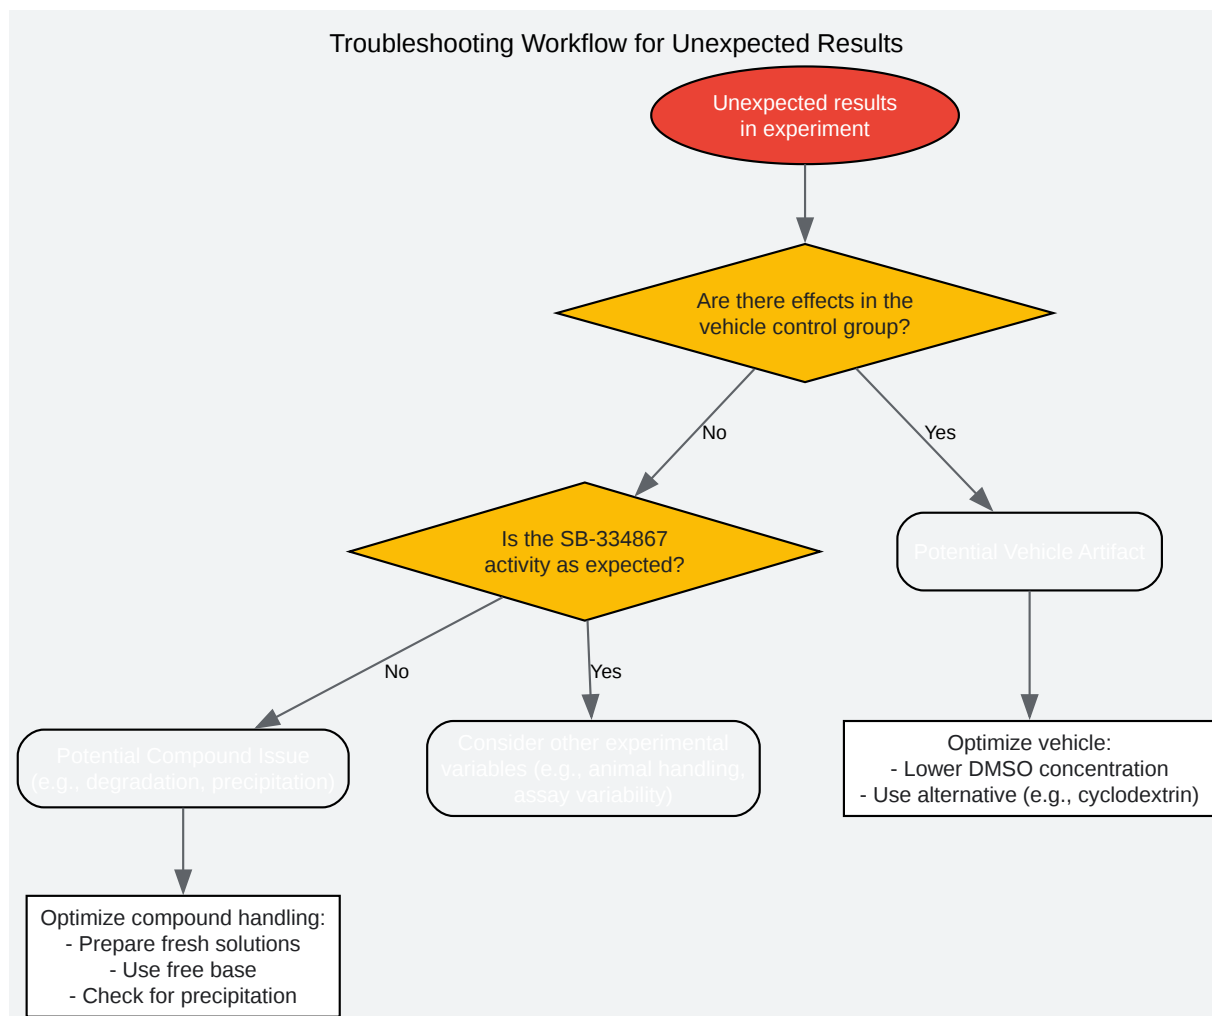 Troubleshooting Workflow for Unexpected Results
Unexpected results
in experiment
Are there effects in the
vehicle control group?
No
Yes
Is the SB-334867
activity as expected?
Potential Vehicle Artifact
No
Yes
Potential Compound Issue
(e.g., degradation, precipitation)
Consider other experimental
variables (e.g., animal handling,
assay variability)
Optimize vehicle:
- Lower DMSO concentration
- Use alternative (e.g., cyclodextrin)
Optimize compound handling:
- Prepare fresh solutions
- Use free base
- Check for precipitation